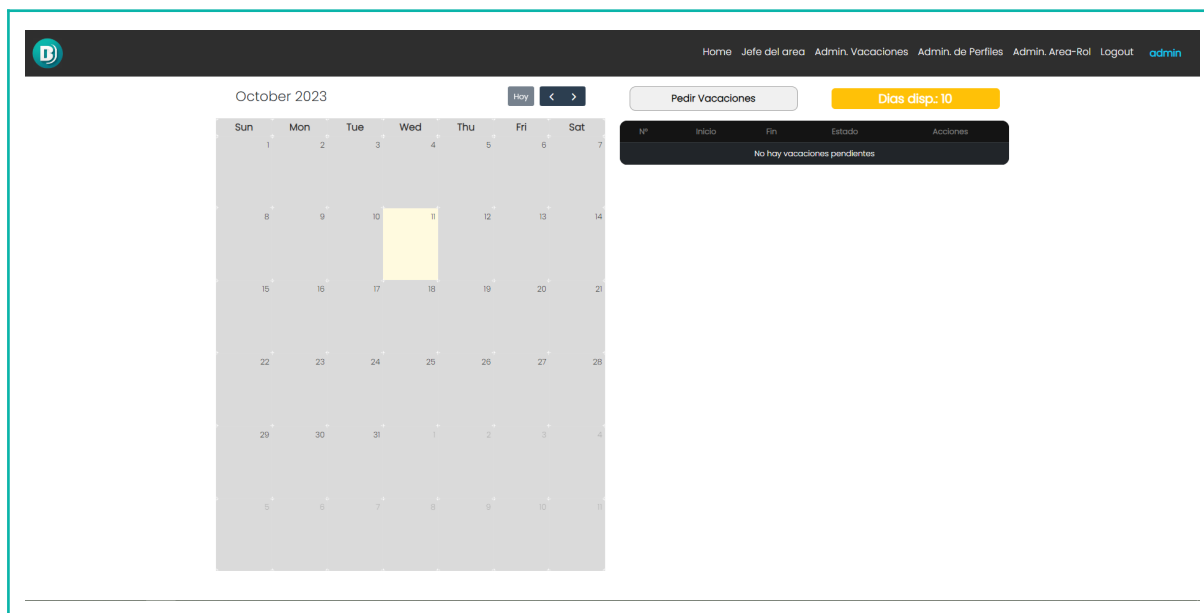 B
Home Jefe del area Admin. Vacaciones Admin. de Perfiles Admin. Area-Rol Logout admin
October 2023 Hoy < >
Pedir Vacaciones Dias disp.: 10
Sun Mon Tue Wed Thu Fri Sat
1 2 3 4 5 6 7
8 9 10 11 12 13 14
15 16 17 18 19 20 21
22 23 24 25 26 27 28
29 30 31 1 2 3 4
5 6 7 8 9 10 11
Nº Inicio Fin Estado Acciones
No hay vacaciones pendientes